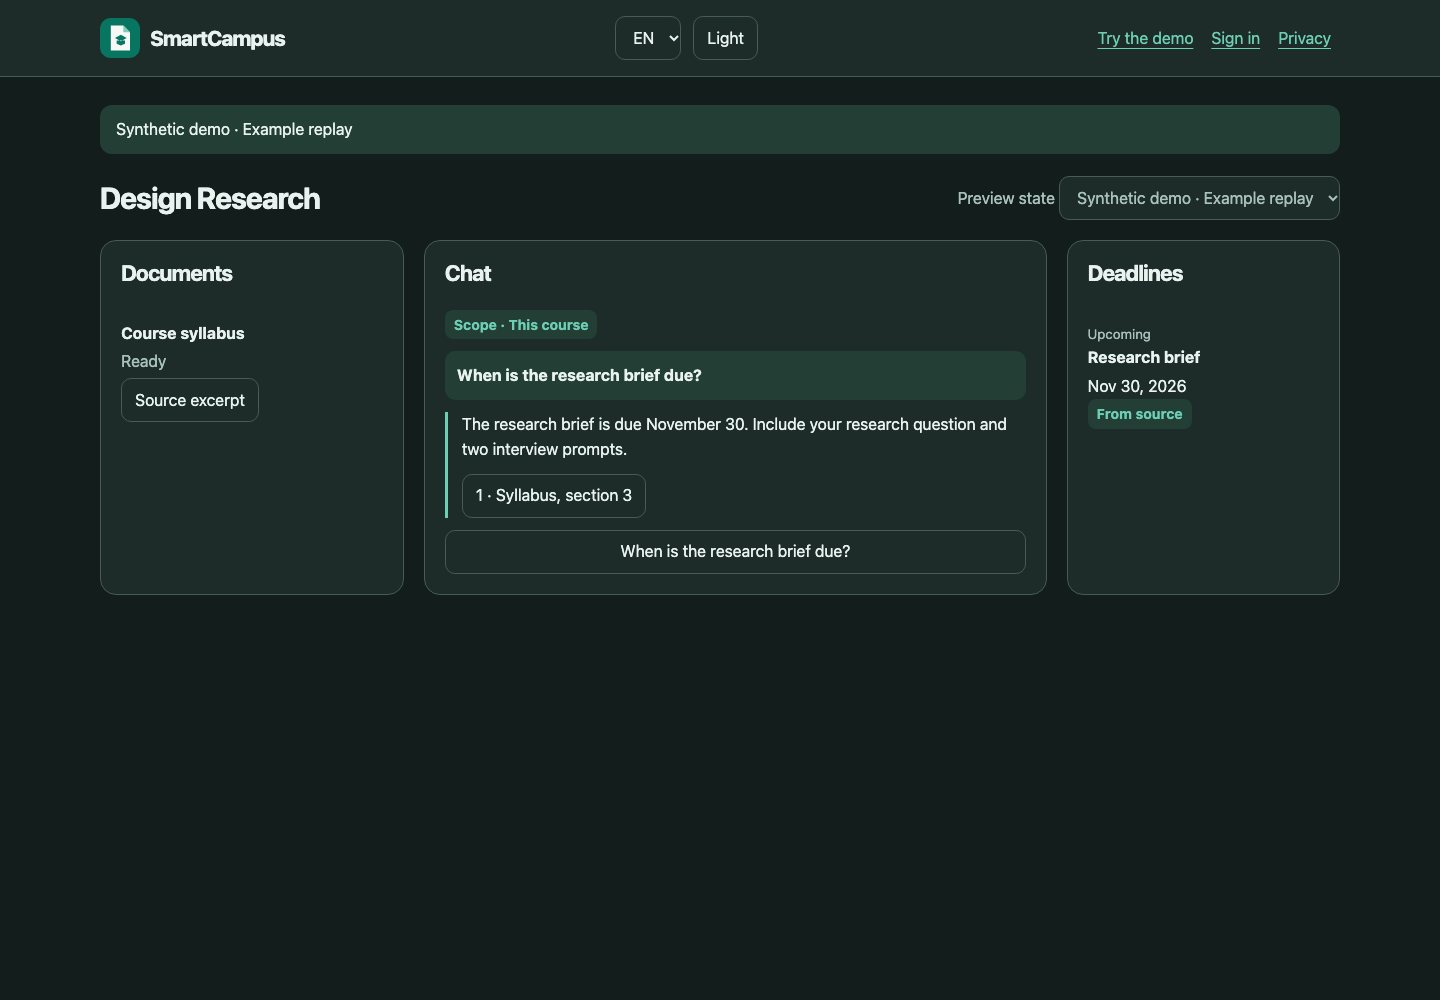 SmartCampus
EN
Light
Try the demo
Sign in
Privacy
Synthetic demo · Example replay
Design Research
Preview state
Synthetic demo · Example replay
Documents
Course syllabus
Ready
Source excerpt
Chat
Scope · This course
When is the research brief due?
The research brief is due November 30. Include your research question and
two interview prompts.
1 · Syllabus, section 3
When is the research brief due?
Deadlines
Upcoming
Research brief
Nov 30, 2026
From source